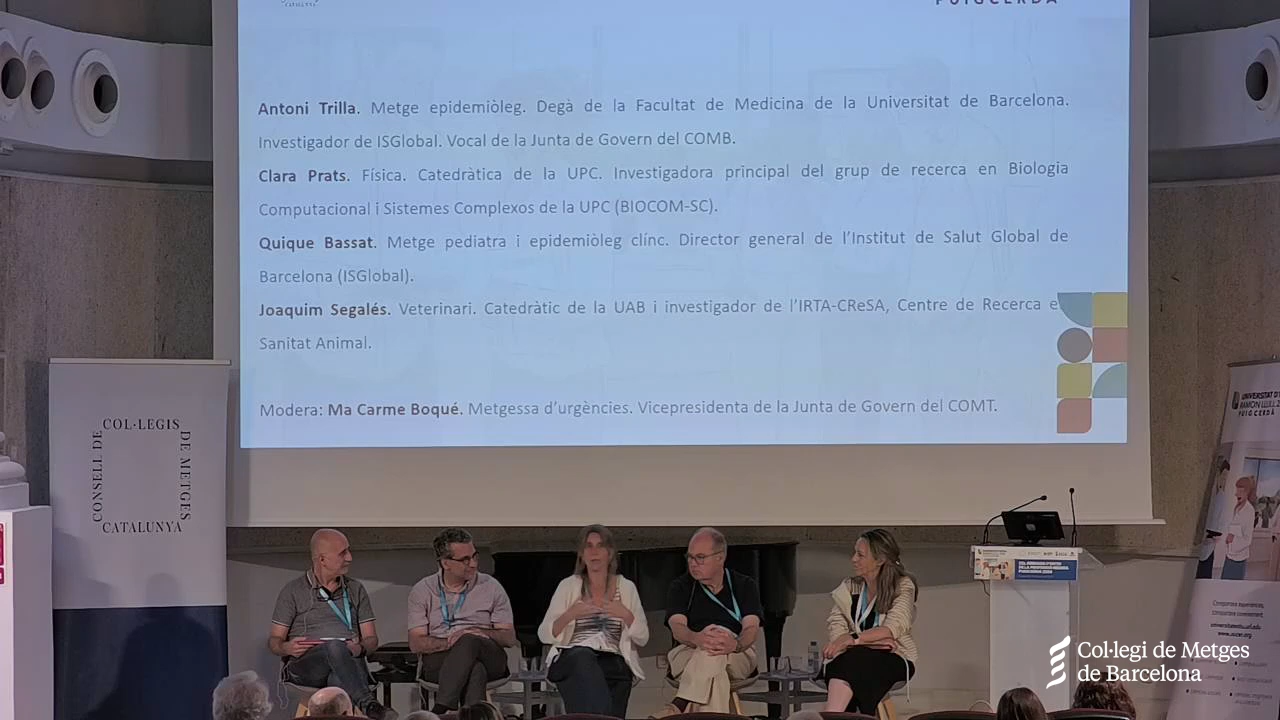 PUIGCERDÀ
Antoni Trilla. Metge epidemiòleg. Degà de la Facultat de Medicina de la Universitat de Barcelona.
Investigador de ISGlobal. Vocal de la Junta de Govern del COMB.
Clara Prats. Física. Catedràtica de la UPC. Investigadora principal del grup de recerca en Biologia
Computacional i Sistemes Complexos de la UPC (BIOCOM-SC).
Quique Bassat. Metge pediatra i epidemiòleg clínc. Director general de l'Institut de Salut Global de
Barcelona (ISGlobal).
Joaquim Segalés. Veterinari. Catedràtic de la UAB i investigador de l'IRTA-CReSA, Centre de Recerca e
Sanitat Animal.
Modera: Ma Carme Boqué. Metgessa d'urgències. Vicepresidenta de la Junta de Govern del COMT.
CONSELL DE
COL·LEGIS
DE METGES
CATALUNYA
UNIVERSITAT D'E
RAMON LLULL
PUIGCERDÀ
Col·legi de Metges
de Barcelona